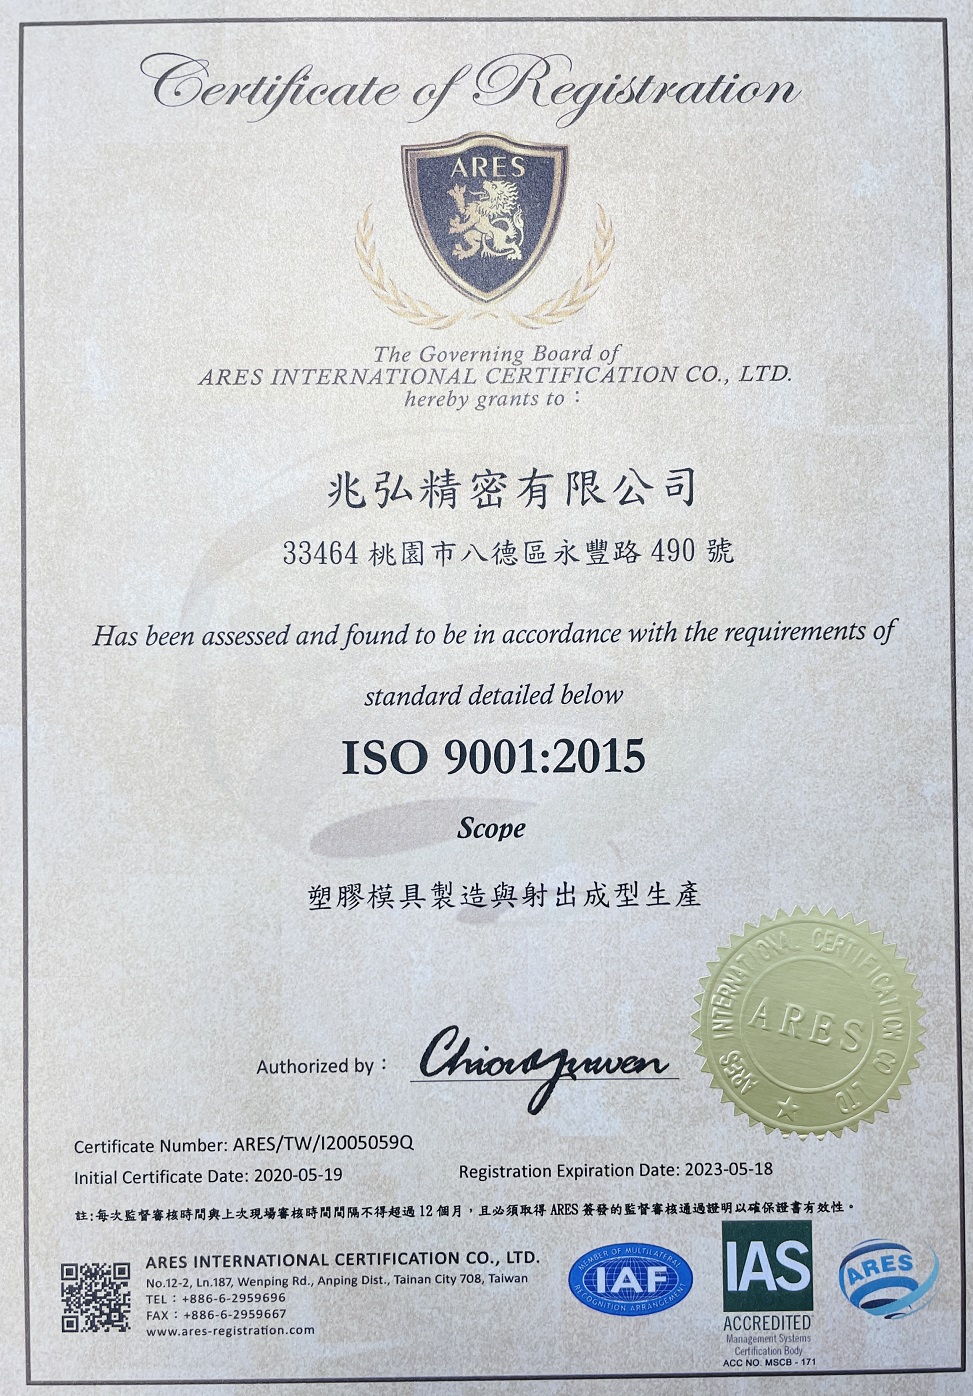 Certificate of Registration
ARES
The Governing Board of
ARES INTERNATIONAL CERTIFICATION CO., LTD.
hereby grants to：
兆弘精密有限公司
33464 桃園市八德區永豐路 490 號
Has been assessed and found to be in accordance with the requirements of
standard detailed below
ISO 9001:2015
Scope
塑膠模具製造與射出成型生產
ARES INTERNATIONAL CERTIFICATION CO LTD
ARES
Authorized by：
Certificate Number: ARES/TW/I2005059Q
Initial Certificate Date: 2020-05-19
Registration Expiration Date: 2023-05-18
註:每次監督審核時間與上次現場審核時間間隔不得超過 12 個月，且必須取得 ARES 簽發的監督審核通過證明以確保證書有效性。
ARES INTERNATIONAL CERTIFICATION CO., LTD.
No.12-2, Ln.187, Wenping Rd., Anping Dist., Tainan City 708, Taiwan
TEL：+886-6-2959696
FAX：+886-6-2959667
www.ares-registration.com
MEMBER OF MULTILATERAL
IAF
RECOGNITION ARRANGEMENT
IAS
ACCREDITED
Management Systems
Certification Body
ACC NO. MSCB - 171
ARES